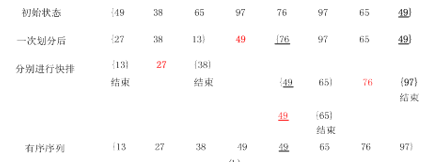 初始状态 {49 38 65 97 76 97 65 49}
一次划分后 {27 38 13} 49 {76 97 65 49}
分别进行快排 {13} 27 {38}
结束 结束 {49 65) 76 {97}
结束
49 {65}
结束
有序序列 {13 27 38 49 49 65 76 97}